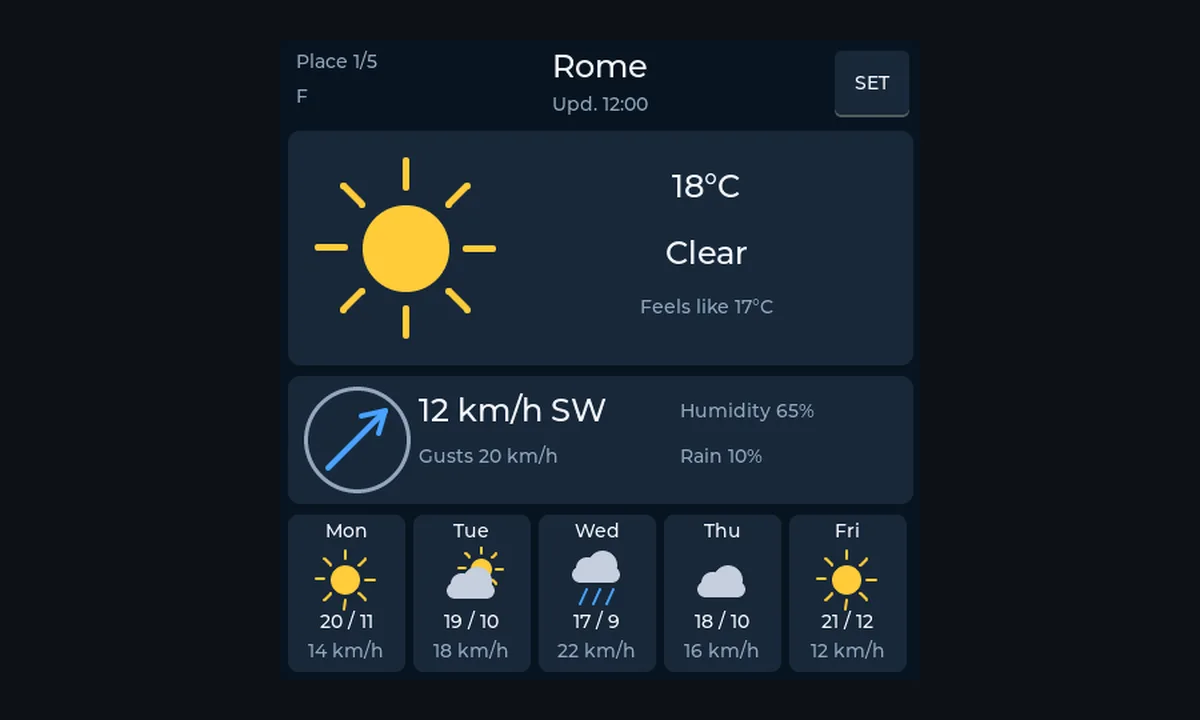 Place 1/5
F
Rome
Upd. 12:00
SET
18°C
Clear
Feels like 17°C
12 km/h SW
Gusts 20 km/h
Humidity 65%
Rain 10%
Mon
20 / 11
14 km/h
Tue
19 / 10
18 km/h
Wed
17 / 9
22 km/h
Thu
18 / 10
16 km/h
Fri
21 / 12
12 km/h